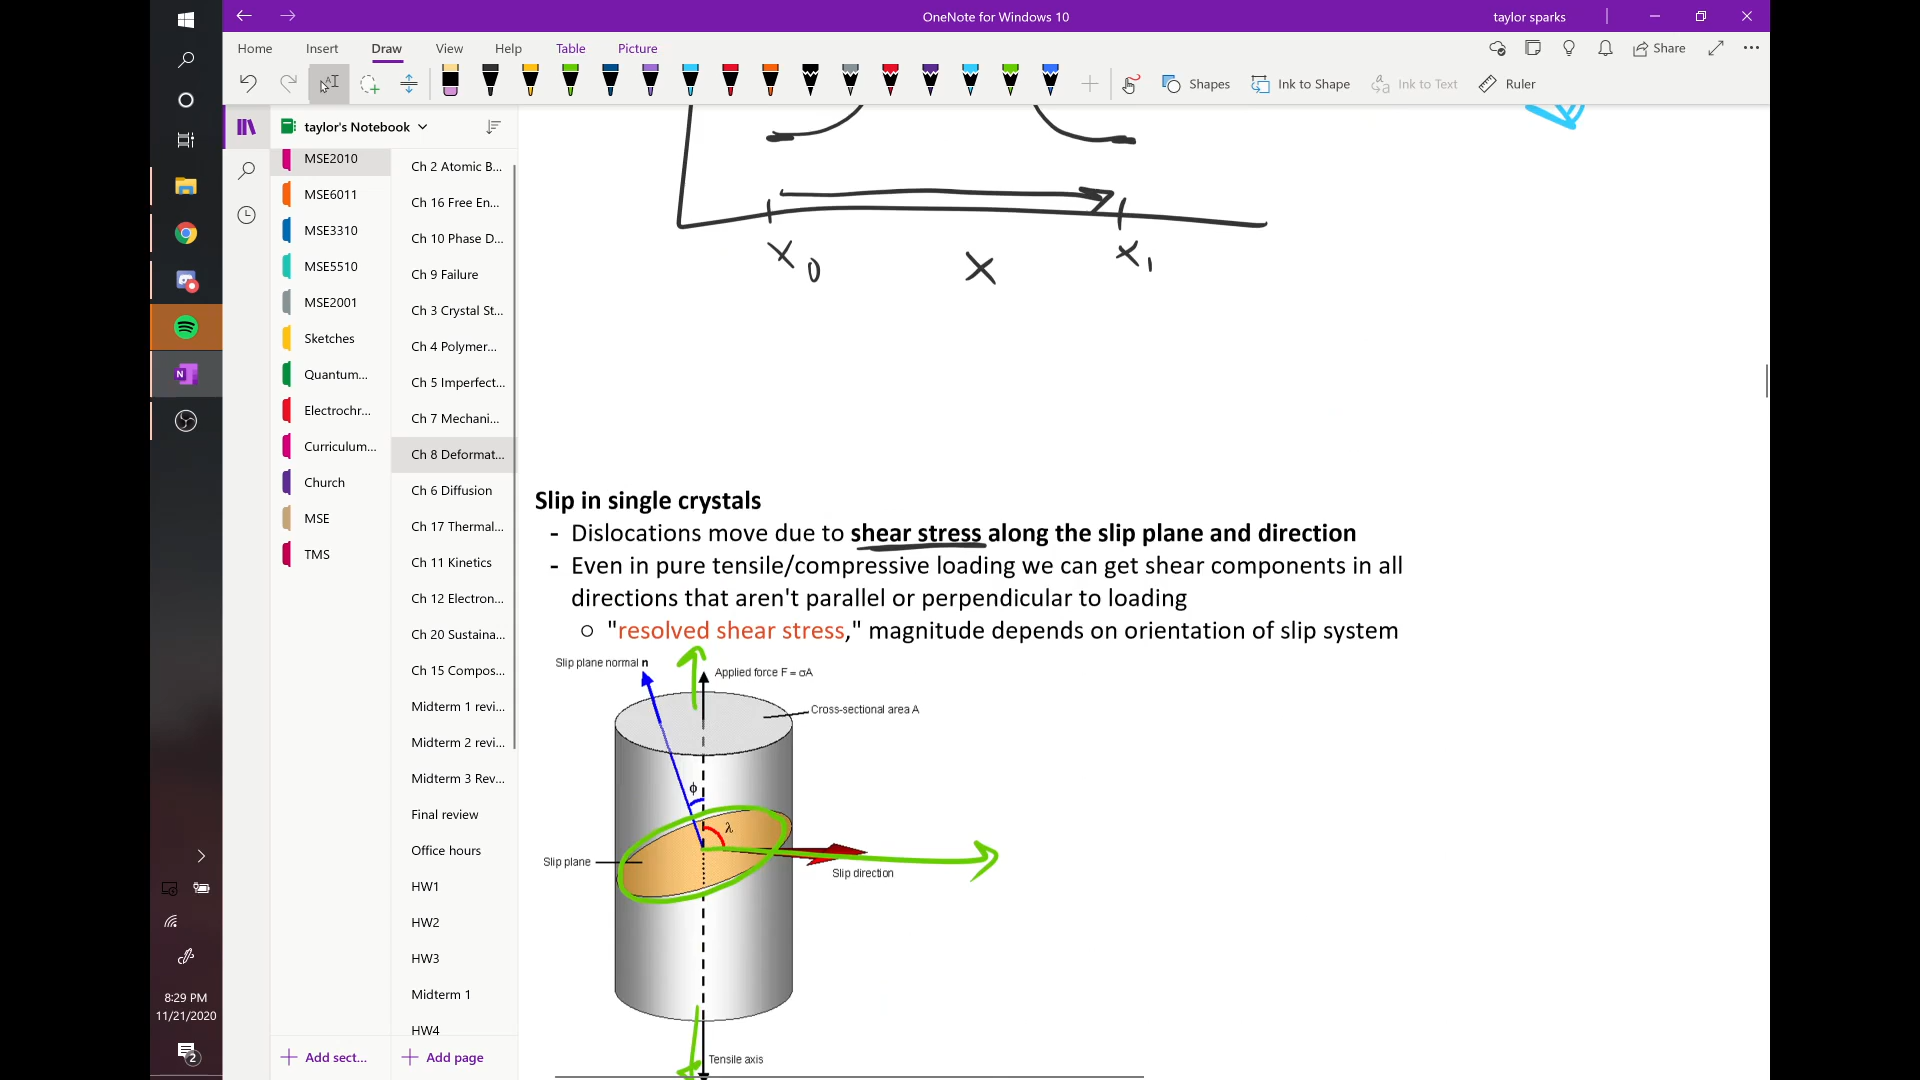 OneNote for Windows 10
taylor sparks
Home
Insert
Draw
View
Help
Table
Picture
Share
Shapes
Ink to Shape
Ink to Text
Ruler
taylor's Notebook
MSE2010
MSE6011
MSE3310
MSE5510
MSE2001
Sketches
Quantum...
Electrochr...
Curriculum...
Church
MSE
TMS
Add sect...
Ch 2 Atomic B...
Ch 16 Free En...
Ch 10 Phase D...
Ch 9 Failure
Ch 3 Crystal St...
Ch 4 Polymer...
Ch 5 Imperfect...
Ch 7 Mechani...
Ch 8 Deformat...
Ch 6 Diffusion
Ch 17 Thermal...
Ch 11 Kinetics
Ch 12 Electron...
Ch 20 Sustaina...
Ch 15 Compos...
Midterm 1 revi...
Midterm 2 revi...
Midterm 3 Rev...
Final review
Office hours
HW1
HW2
HW3
Midterm 1
HW4
Add page
x0
x
x1
Slip in single crystals
- Dislocations move due to shear stress along the slip plane and direction
- Even in pure tensile/compressive loading we can get shear components in all
directions that aren't parallel or perpendicular to loading
○ "resolved shear stress," magnitude depends on orientation of slip system
Slip plane normal n
Applied force F = σA
Cross-sectional area A
ϕ
λ
Slip plane
Slip direction
Tensile axis
8:29 PM
11/21/2020
2
N